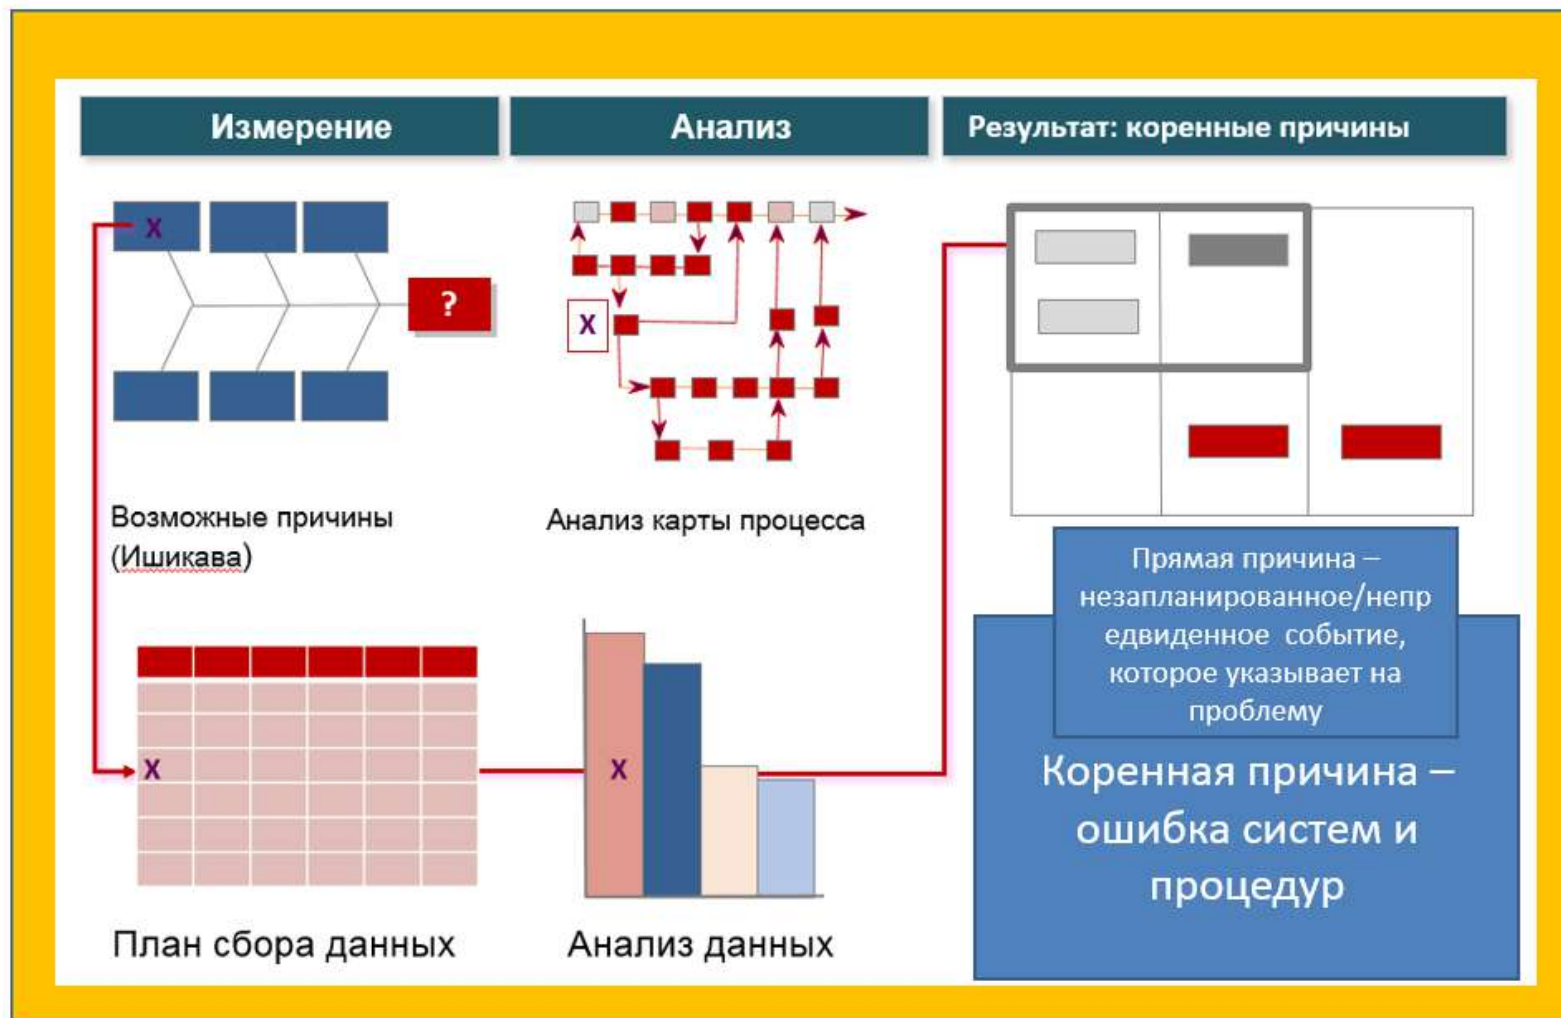 Измерение
Анализ
Результат: коренные причины
X
?
X
Возможные причины
(Ишикава)
Анализ карты процесса
Прямая причина –
незапланированное/непр
едвиденное событие,
которое указывает на
проблему
X
X
Коренная причина –
ошибка систем и
процедур
План сбора данных
Анализ данных